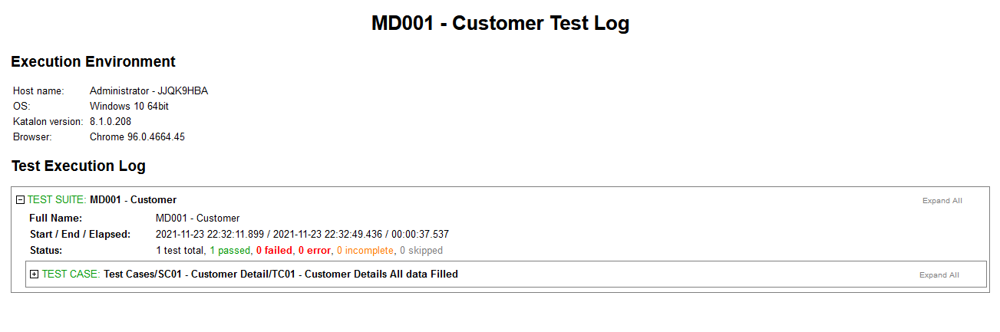 MD001 - Customer Test Log
Execution Environment
Host name: Administrator - JJQK9HBA
OS: Windows 10 64bit
Katalon version: 8.1.0.208
Browser: Chrome 96.0.4664.45
Test Execution Log
TEST SUITE: MD001 - Customer Expand All
Full Name: MD001 - Customer
Start / End / Elapsed: 2021-11-23 22:32:11.899 / 2021-11-23 22:32:49.436 / 00:00:37.537
Status: 1 test total, 1 passed, 0 failed, 0 error, 0 incomplete, 0 skipped
TEST CASE: Test Cases/SC01 - Customer Detail/TC01 - Customer Details All data Filled Expand All